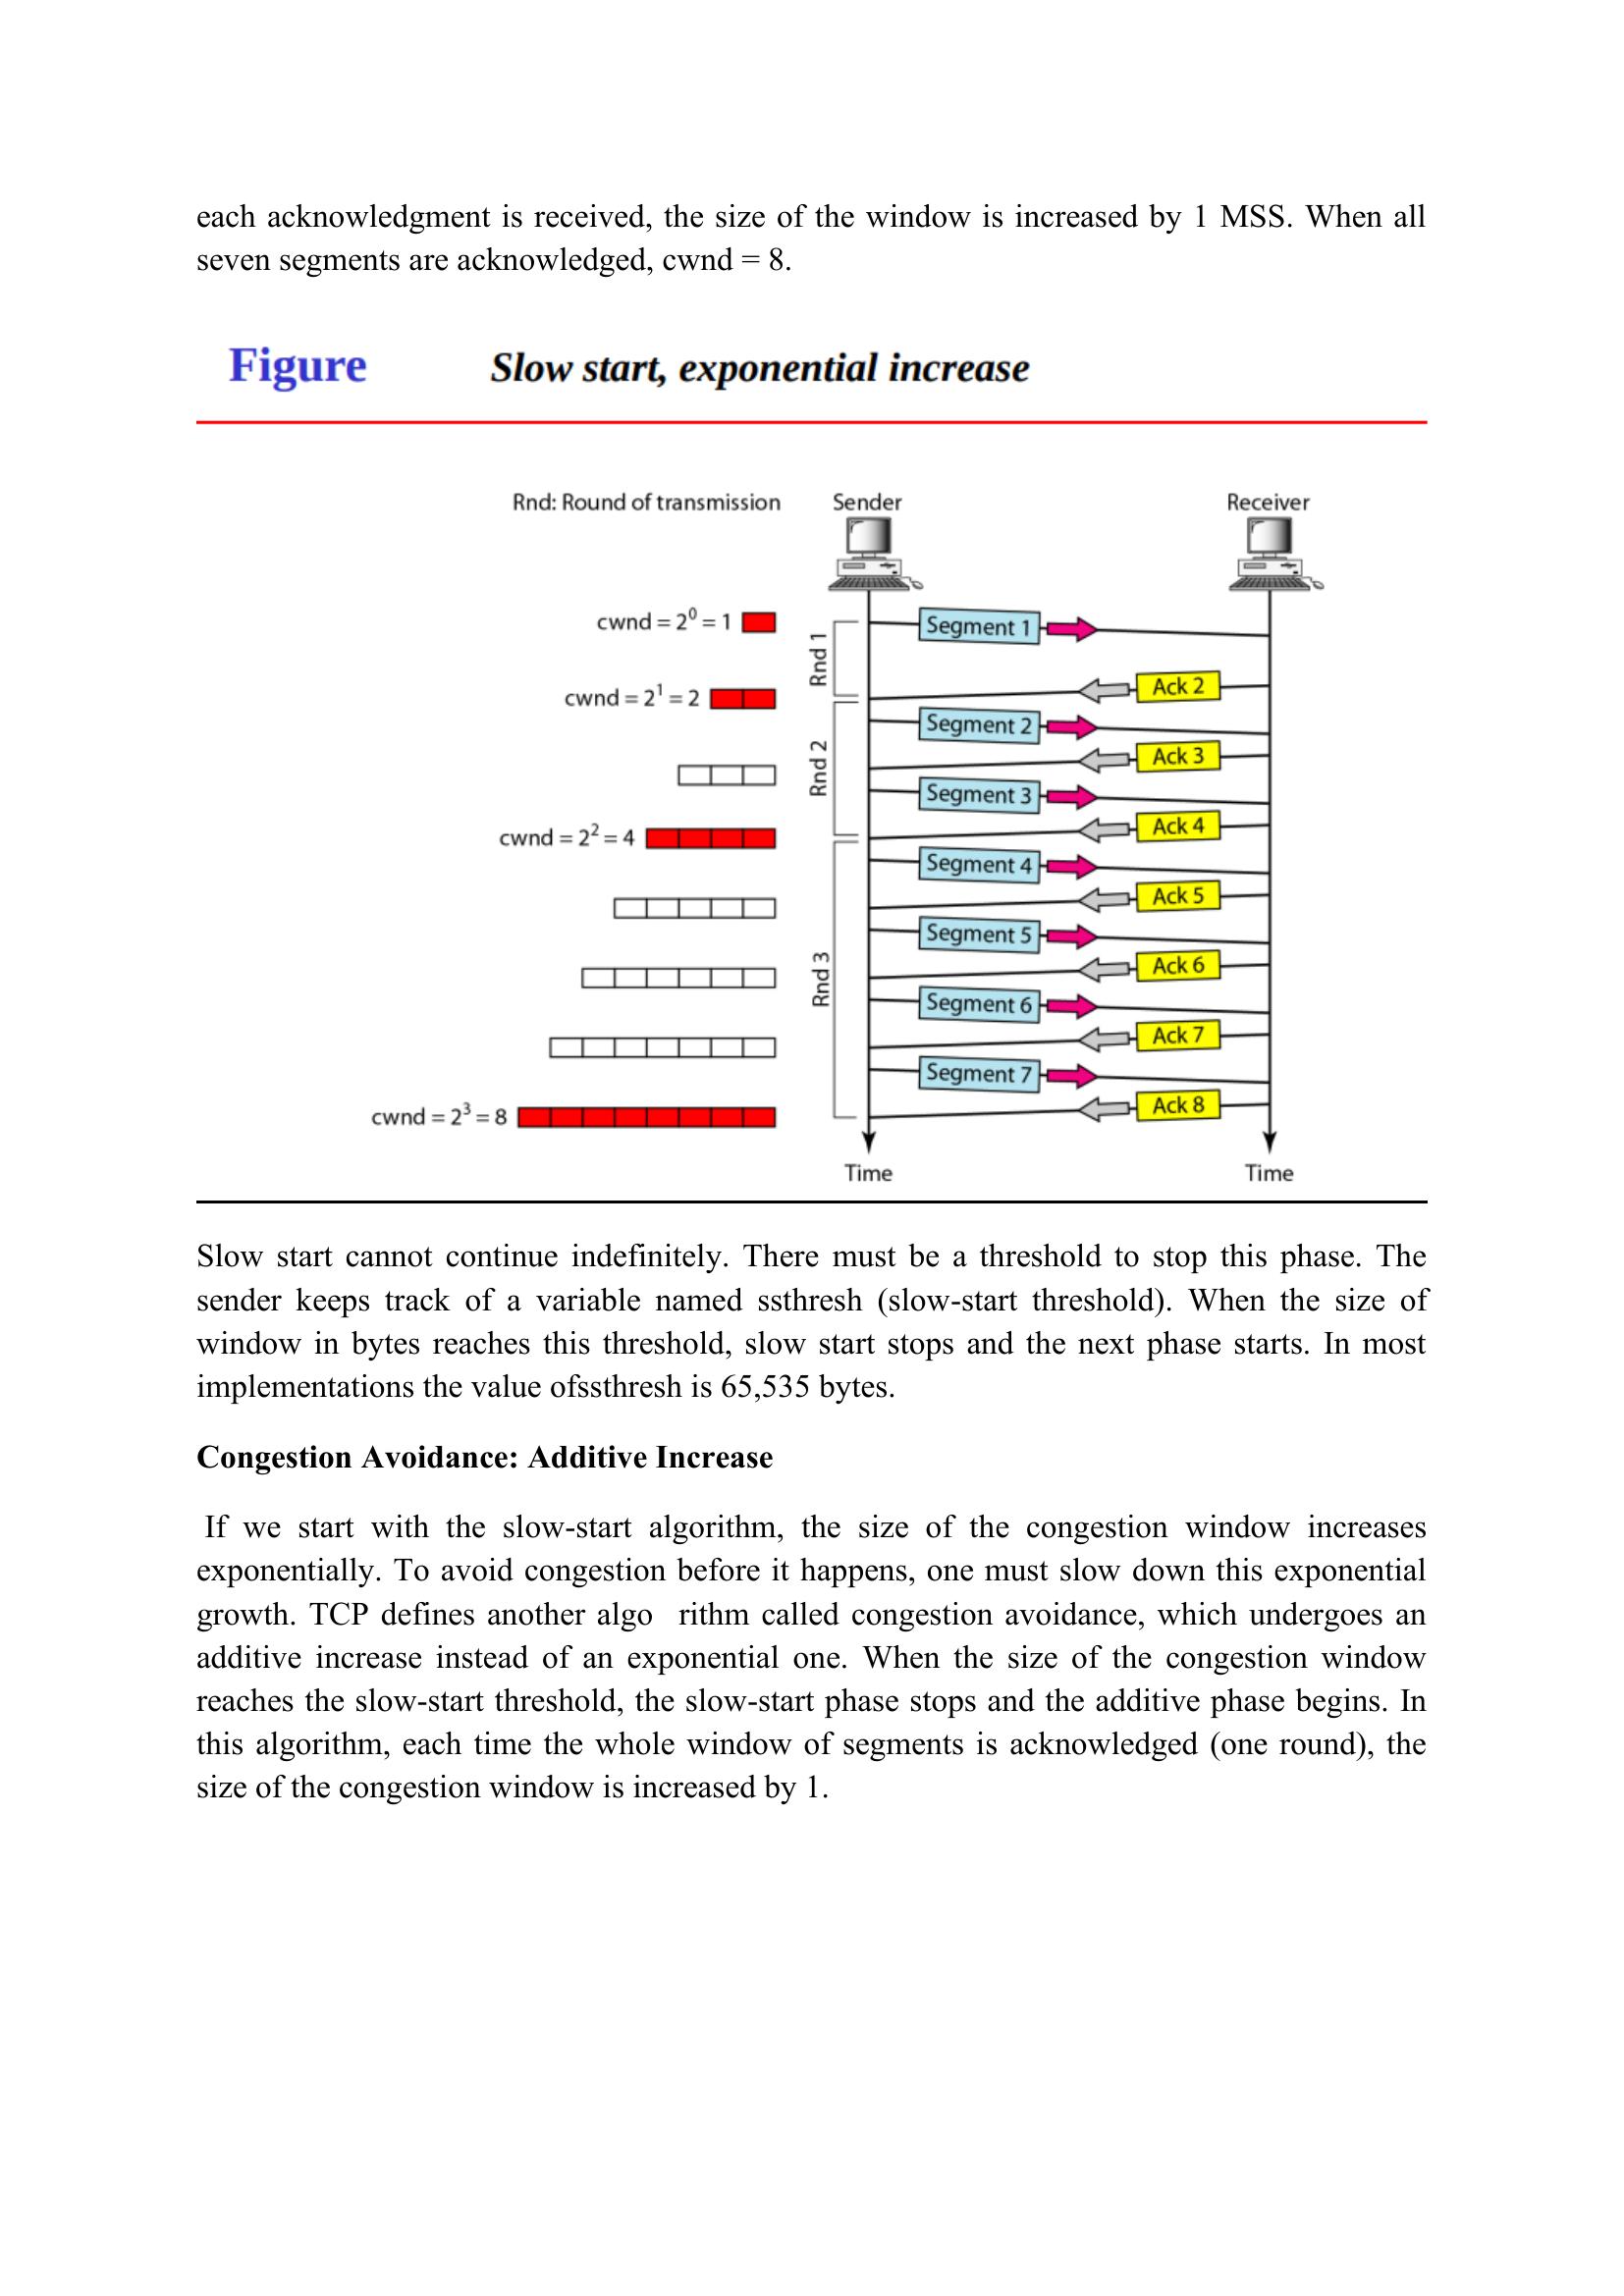 each acknowledgment is received, the size of the window is increased by 1 MSS. When all
seven segments are acknowledged, cwnd = 8.
Figure Slow start, exponential increase
Rnd: Round of transmission Sender Receiver
cwnd = 2⁰ = 1
Rnd 1
Segment 1
Ack 2
cwnd = 2¹ = 2
Rnd 2
Segment 2
Ack 3
Segment 3
Ack 4
cwnd = 2² = 4
Rnd 3
Segment 4
Ack 5
Segment 5
Ack 6
Segment 6
Ack 7
Segment 7
Ack 8
cwnd = 2³ = 8
Time Time
Slow start cannot continue indefinitely. There must be a threshold to stop this phase. The
sender keeps track of a variable named ssthresh (slow-start threshold). When the size of
window in bytes reaches this threshold, slow start stops and the next phase starts. In most
implementations the value ofssthresh is 65,535 bytes.
Congestion Avoidance: Additive Increase
If we start with the slow-start algorithm, the size of the congestion window increases
exponentially. To avoid congestion before it happens, one must slow down this exponential
growth. TCP defines another algo rithm called congestion avoidance, which undergoes an
additive increase instead of an exponential one. When the size of the congestion window
reaches the slow-start threshold, the slow-start phase stops and the additive phase begins. In
this algorithm, each time the whole window of segments is acknowledged (one round), the
size of the congestion window is increased by 1.